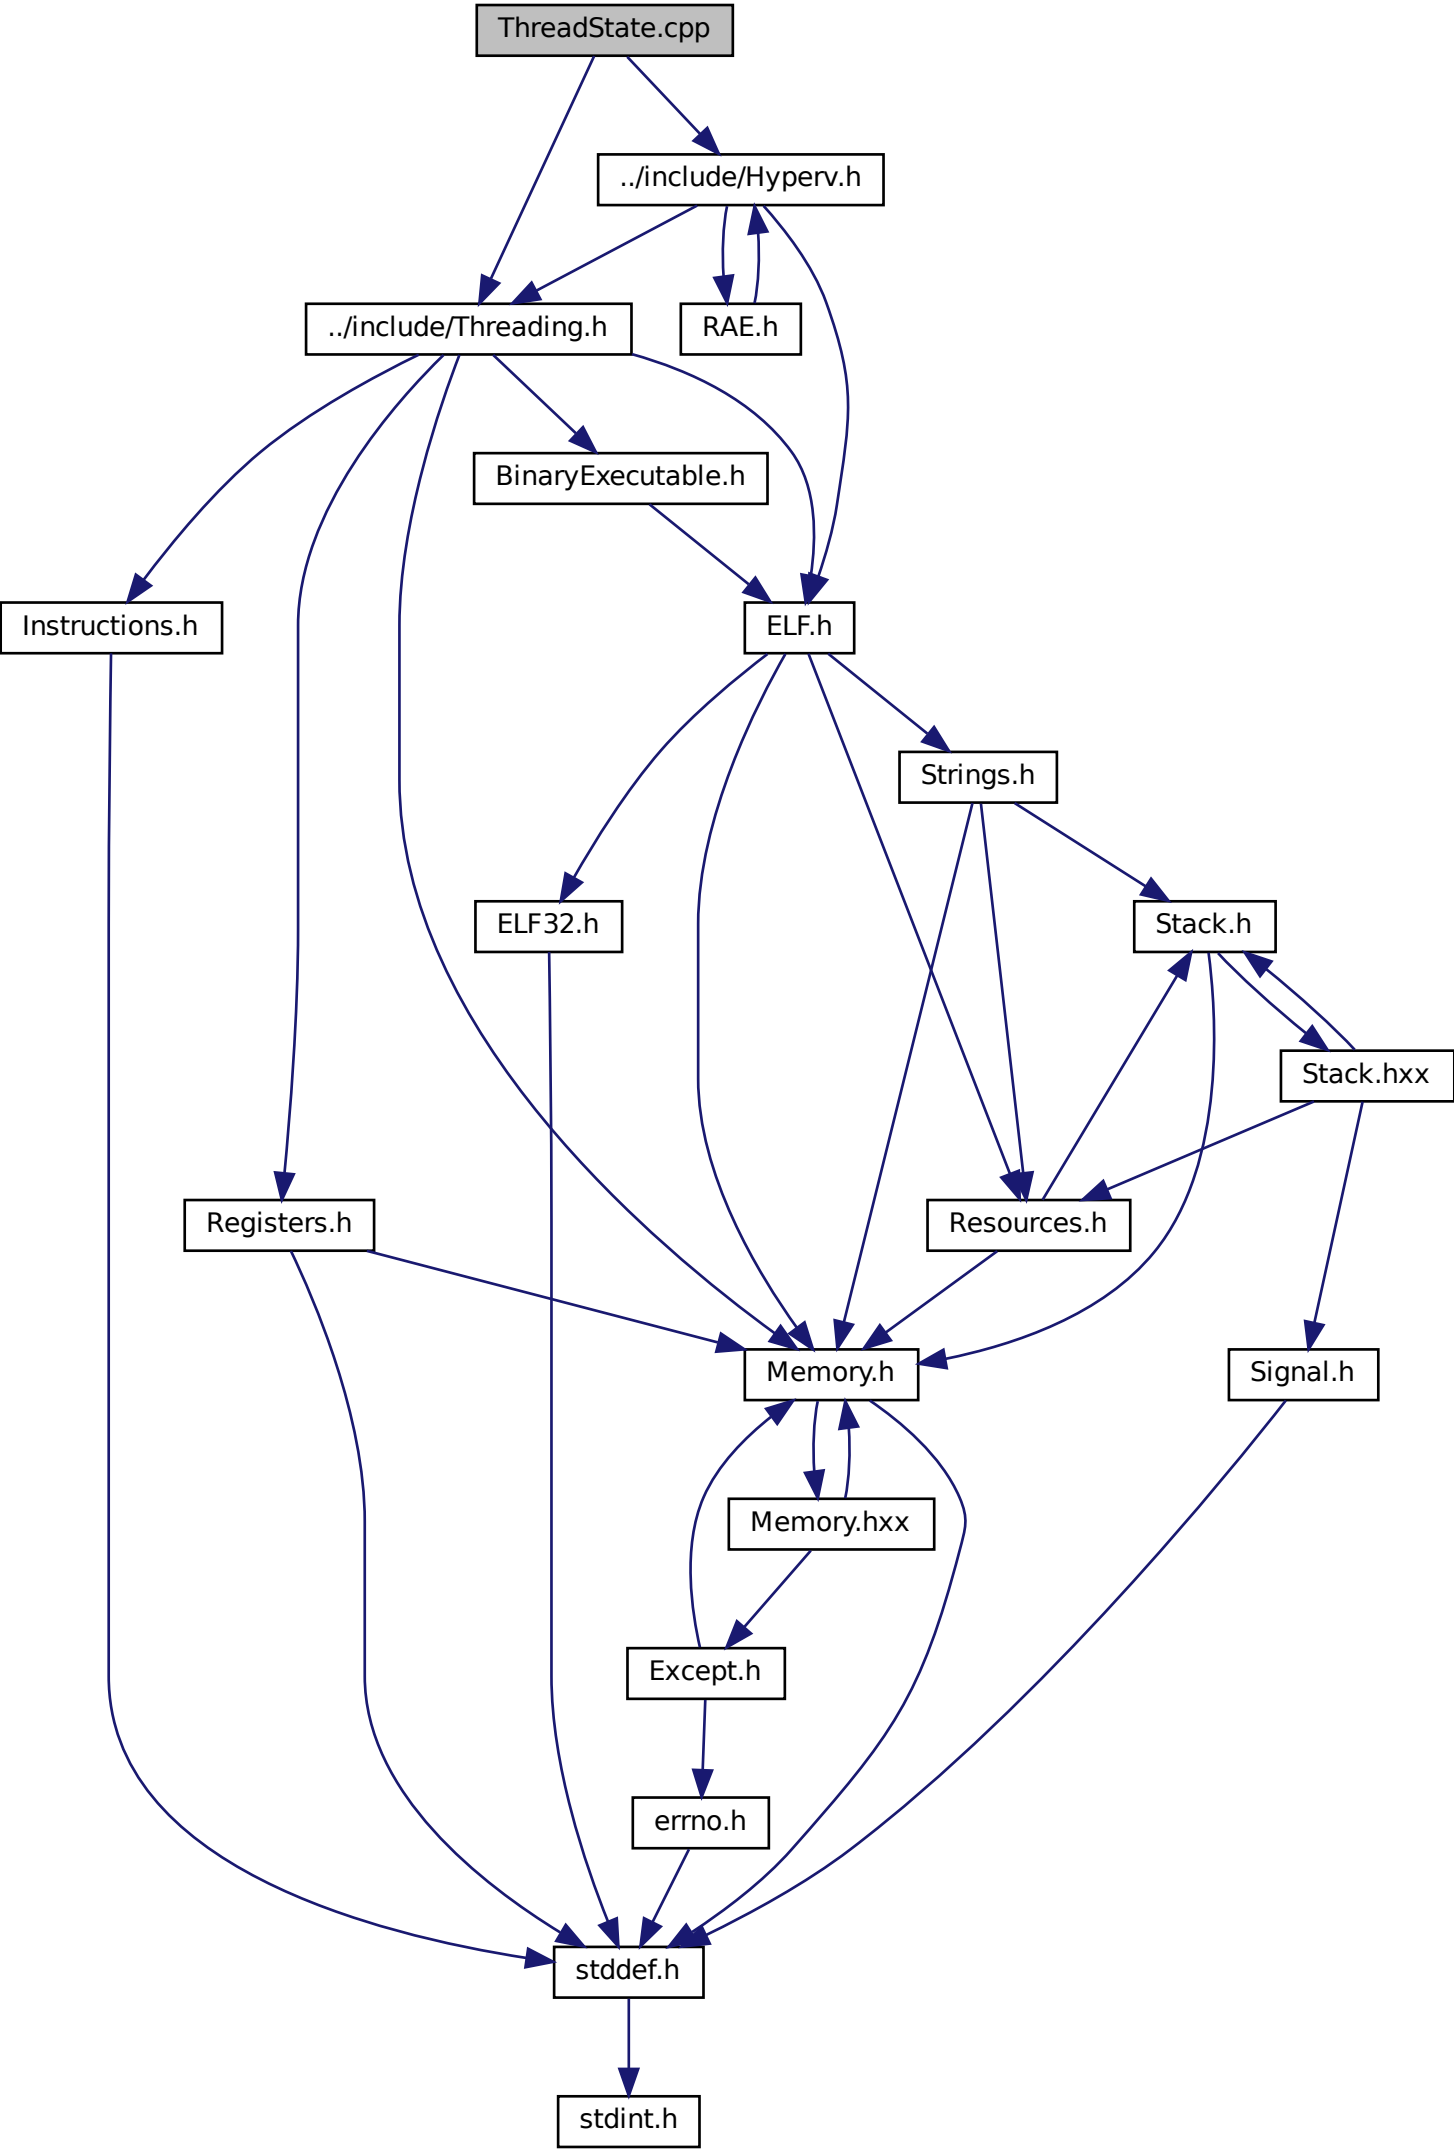 ThreadState.cpp
../include/Hyperv.h
../include/Threading.h
RAE.h
BinaryExecutable.h
Instructions.h
ELF.h
Strings.h
ELF32.h
Stack.h
Stack.hxx
Registers.h
Resources.h
Memory.h
Signal.h
Memory.hxx
Except.h
errno.h
stddef.h
stdint.h